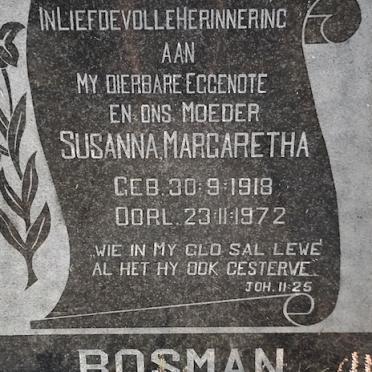 IN LIEFDEVOLLE HERINNERING
AAN
MY DIERBARE EGGENOTE
EN ONS MOEDER
SUSANNA, MARGARETHA
GEB. 30:9:1918
OORL. 23:11:1972
„WIE IN MY GLO SAL LEWE
AL HET HY OOK GESTERWE.”
JOH. 11:25
BOSMAN